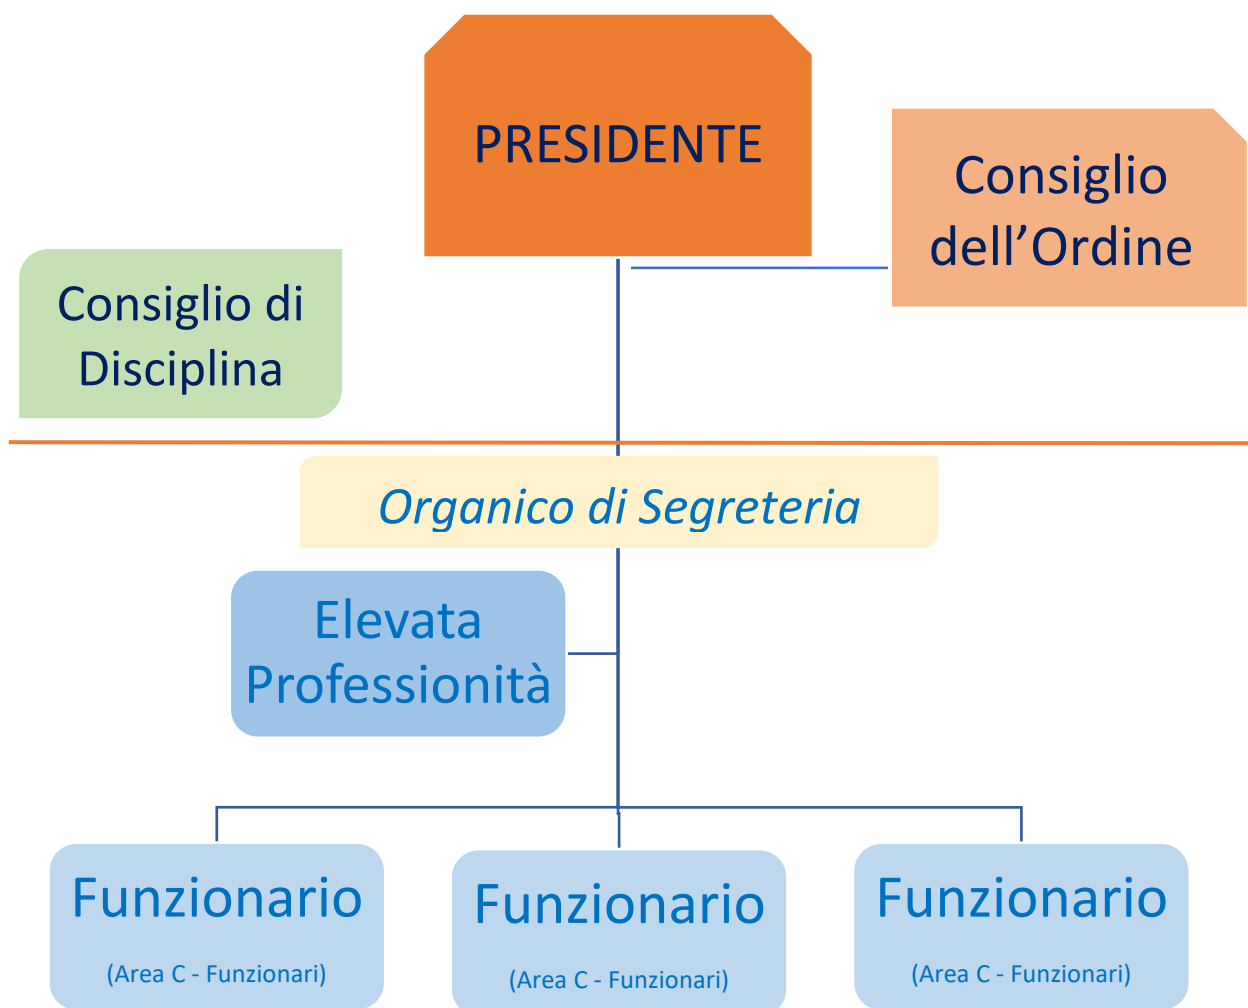 PRESIDENTE
Consiglio
dell’Ordine
Consiglio di
Disciplina
Organico di Segreteria
Elevata
Professionità
Funzionario
(Area C - Funzionari)
Funzionario
(Area C - Funzionari)
Funzionario
(Area C - Funzionari)